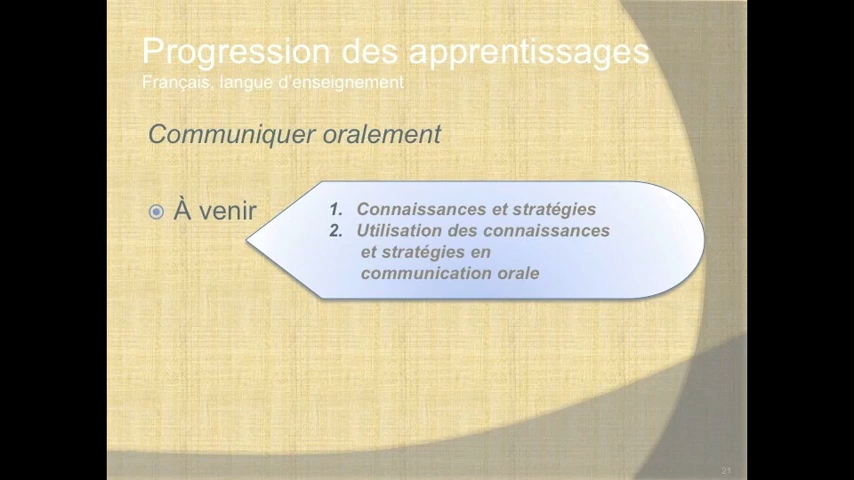 Progression des apprentissages
Français, langue d'enseignement
Communiquer oralement
À venir
1. Connaissances et stratégies
2. Utilisation des connaissances
et stratégies en
communication orale
21